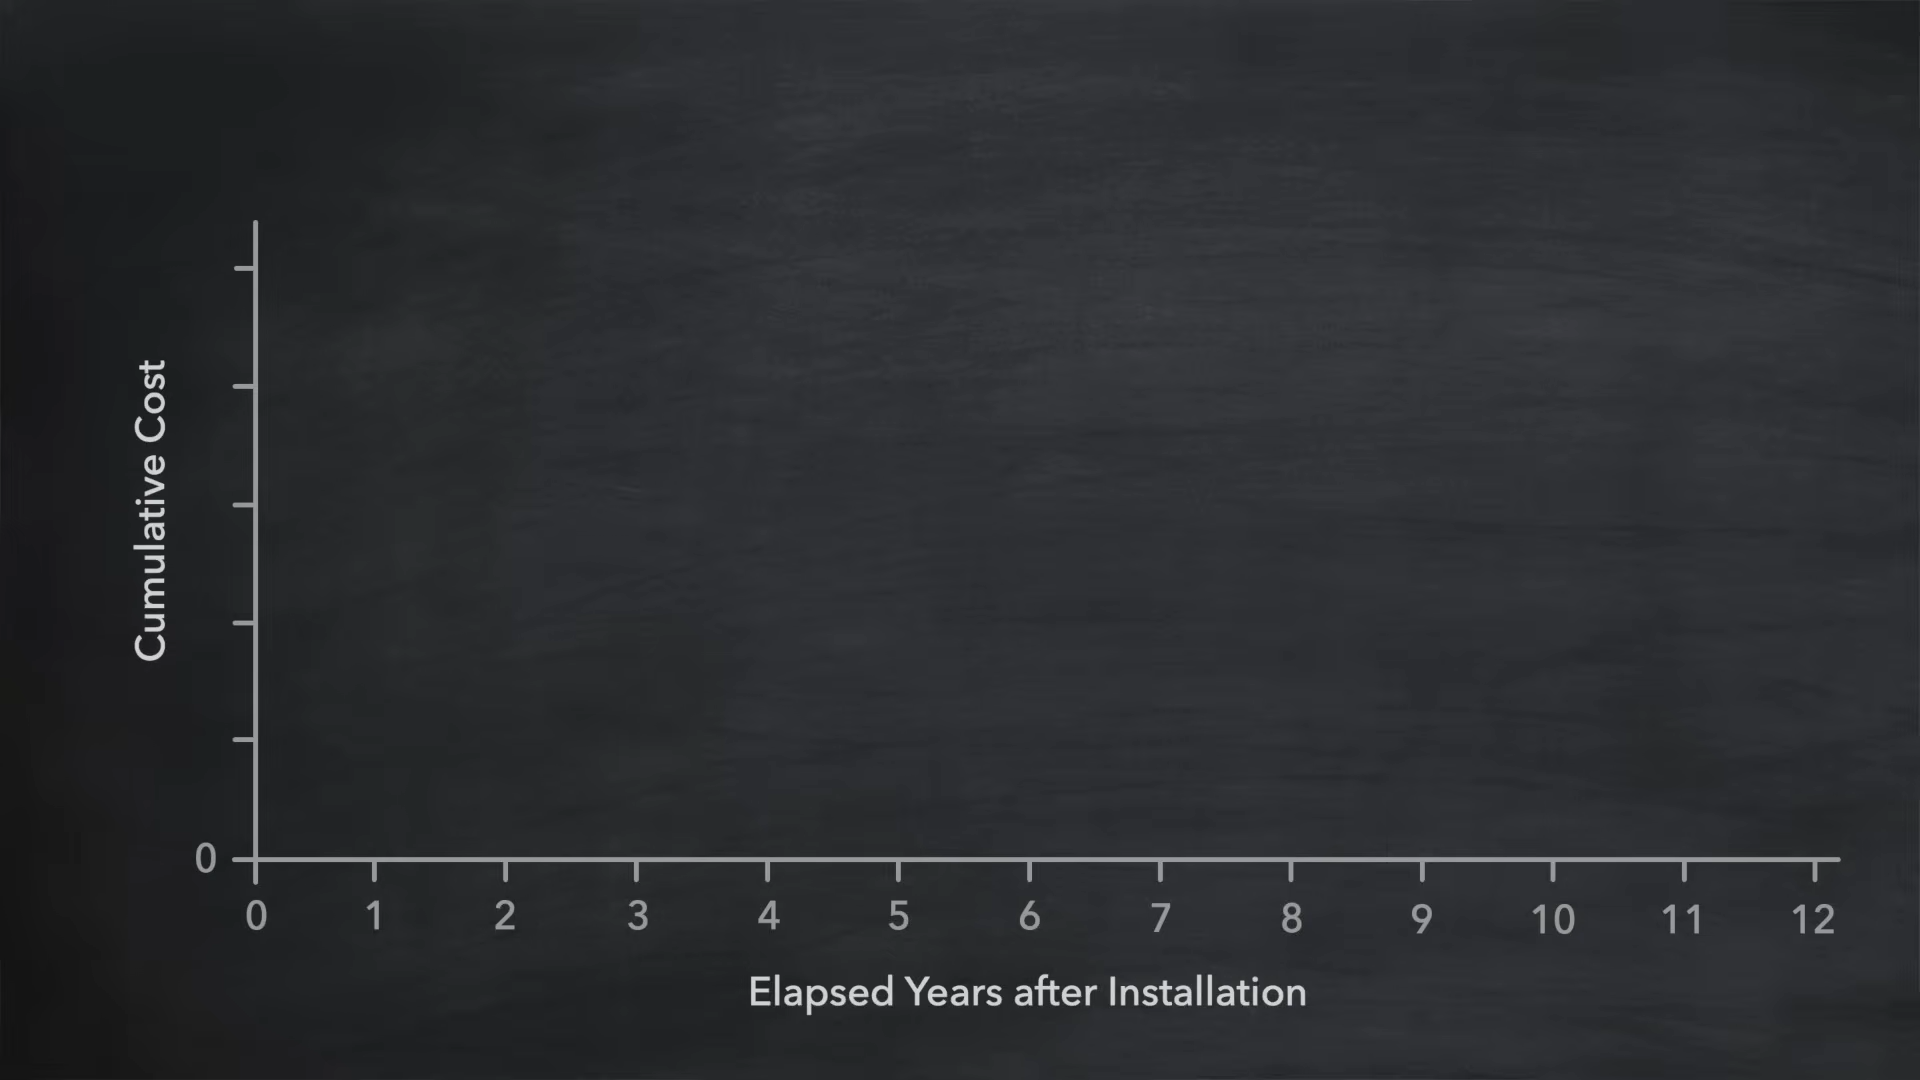 Cumulative Cost
0
0 1 2 3 4 5 6 7 8 9 10 11 12
Elapsed Years after Installation